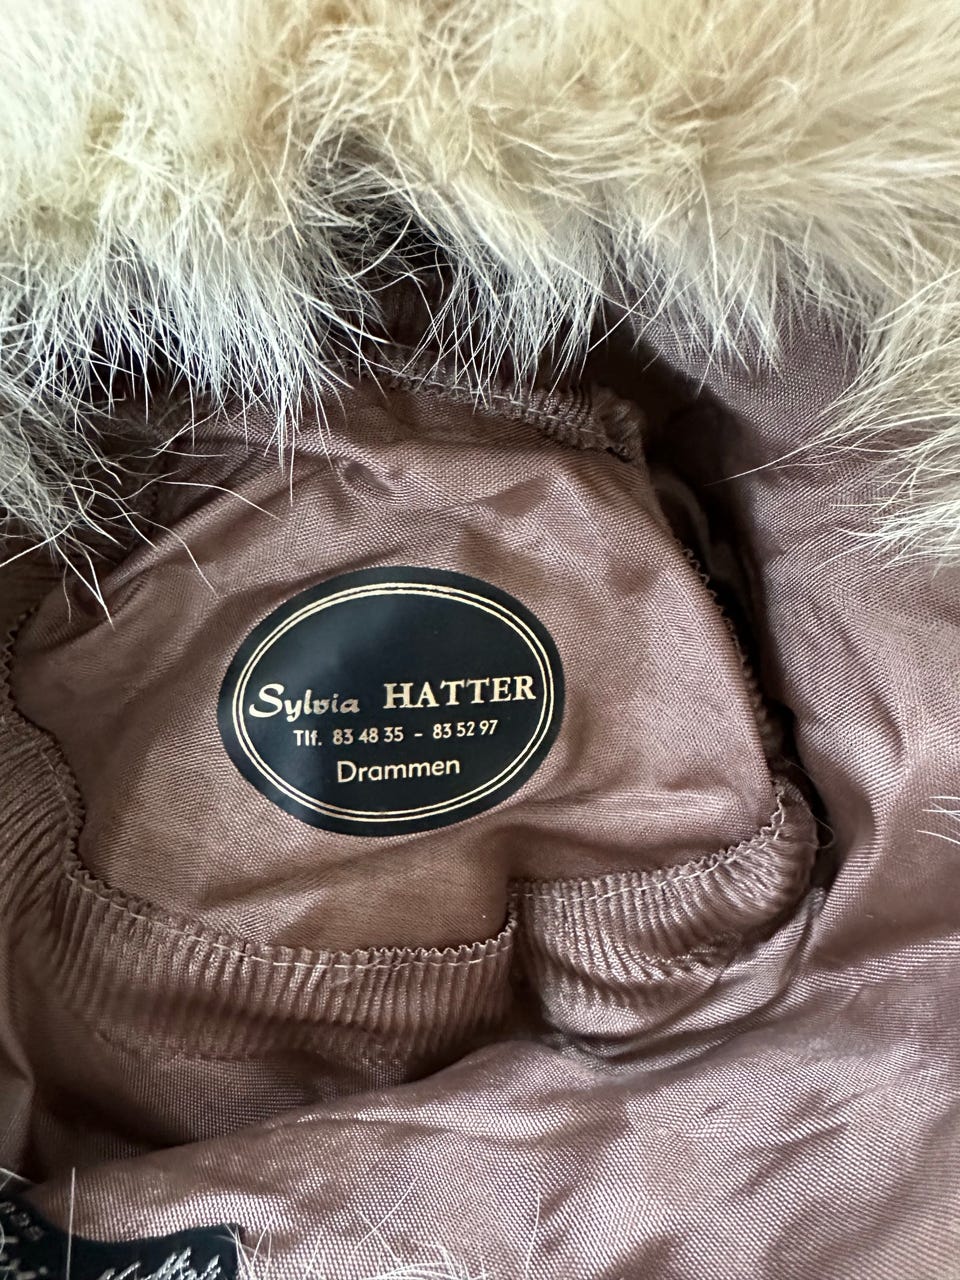 Sylvia HATTER
Tlf. 83 48 35 - 83 52 97
Drammen